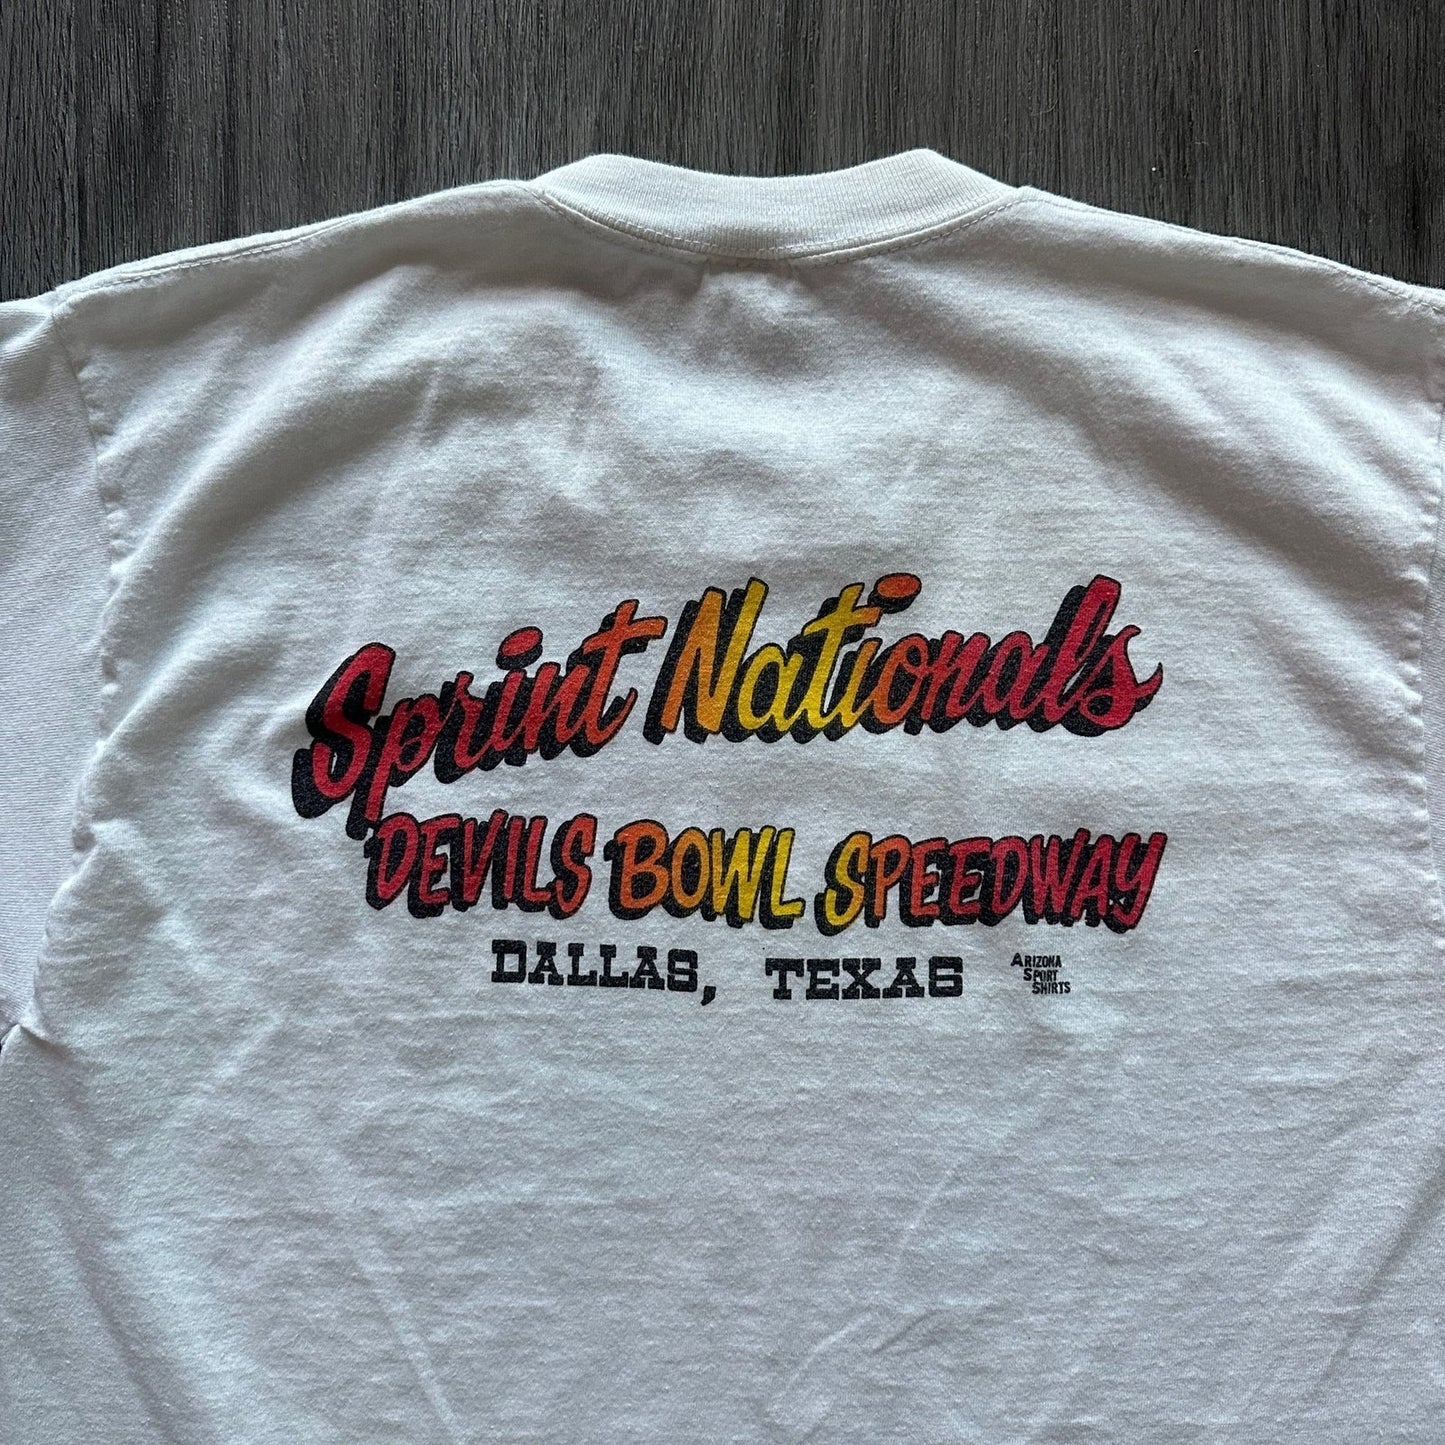 Sprint Nationals
DEVILS BOWL SPEEDWAY
DALLAS, TEXAS
ARIZONA
SPORT
SHIRTS